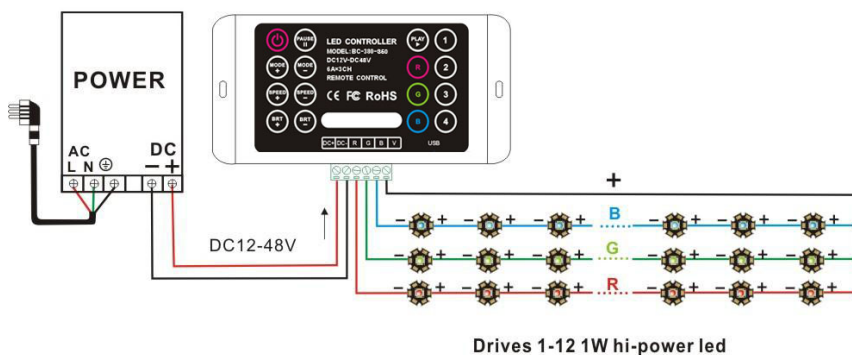 POWER
AC
L N
DC
- +
PAUSE
MODE +
MODE -
SPEED +
SPEED -
BRT +
BRT -
LED CONTROLLER
MODEL: BC-380-860
DC12V-DC48V
6A×3CH
REMOTE CONTROL
CE FC RoHS
PLAY
1
R
2
G
3
B
4
DC+ DC- R G B V
USB
DC12-48V
+
- + - + - + B - + - + - +
- + - + - + G - + - + - +
- + - + - + R - + - + - +
Drives 1-12 1W hi-power led